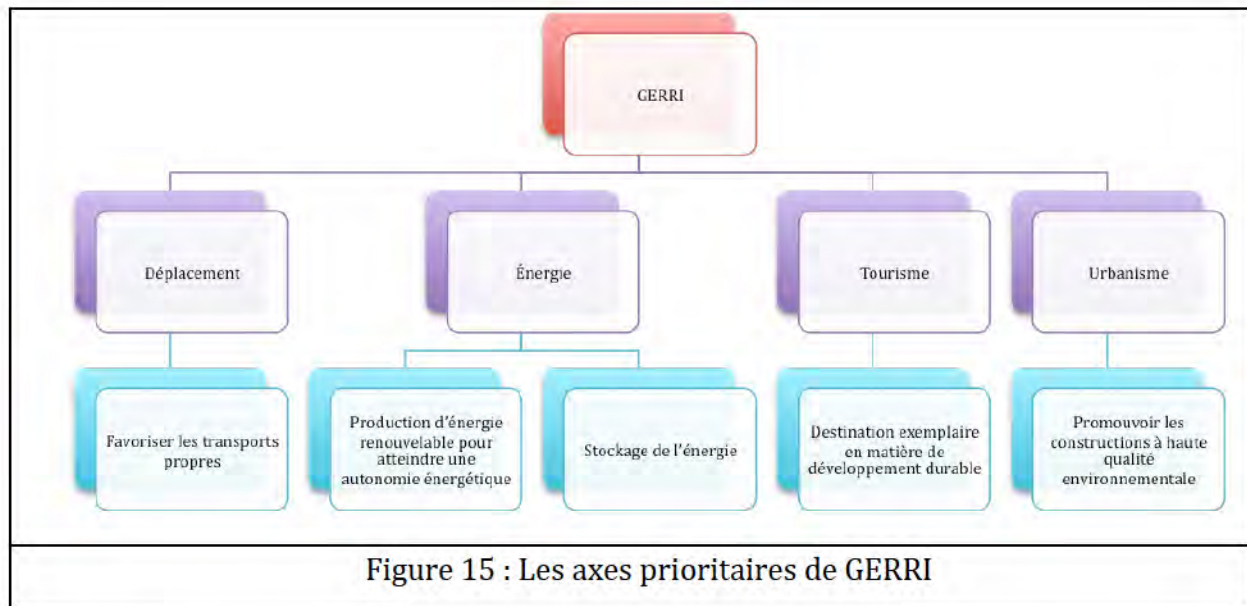 GERRI
Déplacement
Énergie
Tourisme
Urbanisme
Favoriser les transports
propres
Production d'énergie
renouvelable pour
atteindre une
autonomie énergétique
Stockage de l'énergie
Destination exemplaire
en matière de
développement durable
Promouvoir les
constructions à haute
qualité
environnementale
Figure 15 : Les axes prioritaires de GERRI